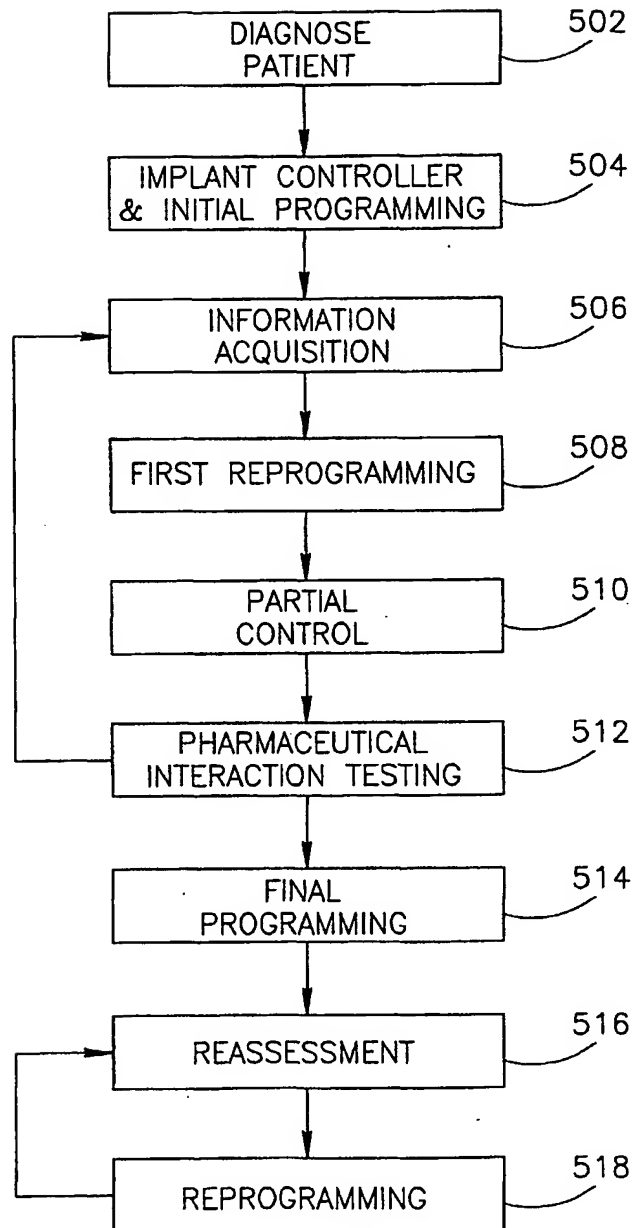 DIAGNOSE
PATIENT
502
IMPLANT CONTROLLER
& INITIAL PROGRAMMING
504
INFORMATION
ACQUISITION
506
FIRST REPROGRAMMING
508
PARTIAL
CONTROL
510
PHARMACEUTICAL
INTERACTION TESTING
512
FINAL
PROGRAMMING
514
REASSESSMENT
516
REPROGRAMMING
518